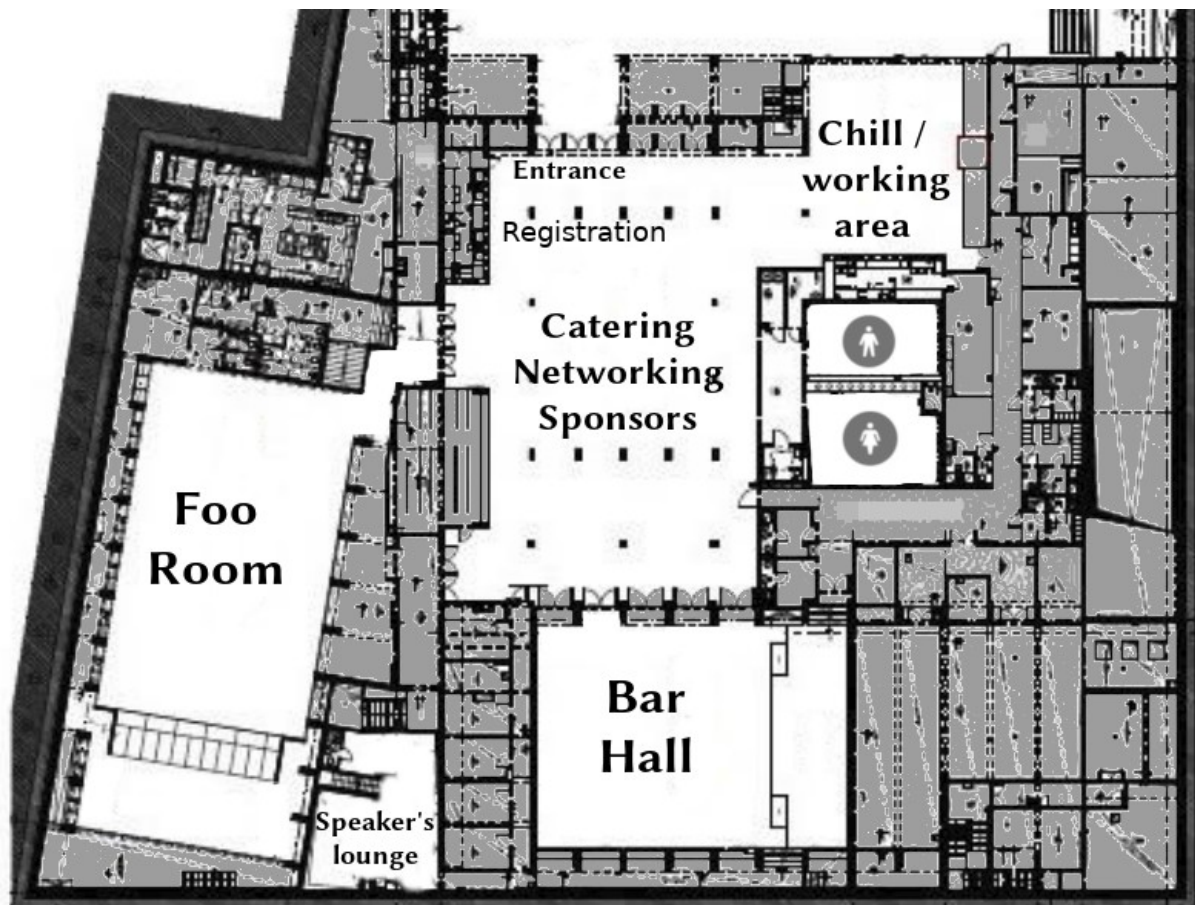 Entrance
Registration
Chill /
working
area
Catering
Networking
Sponsors
Foo
Room
Bar
Hall
Speaker's
lounge